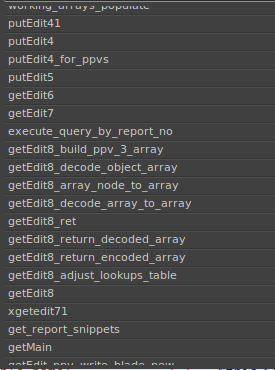 working_arrays_populate
putEdit41
putEdit4
putEdit4_for_ppvs
putEdit5
getEdit6
getEdit7
execute_query_by_report_no
getEdit8_build_ppv_3_array
getEdit8_decode_object_array
getEdit8_array_node_to_array
getEdit8_decode_array_to_array
getEdit8_ret
getEdit8_return_decoded_array
getEdit8_return_encoded_array
getEdit8_adjust_lookups_table
getEdit8
xgetedit71
get_report_snippets
getMain
getEdit_ppv_write_blade_new